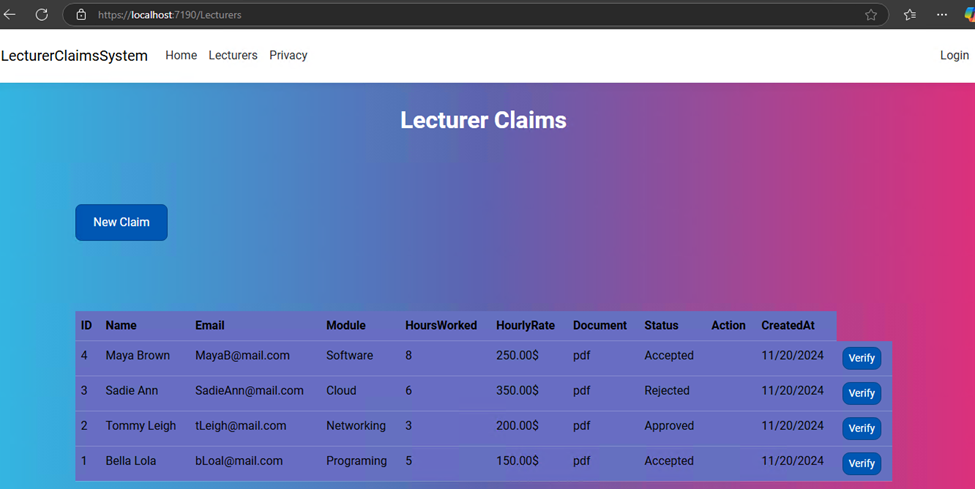 https://localhost:7190/Lecturers
LecturerClaimsSystem Home Lecturers Privacy Login
Lecturer Claims
New Claim
ID Name Email Module HoursWorked HourlyRate Document Status Action CreatedAt
4 Maya Brown MayaB@mail.com Software 8 250.00$ pdf Accepted 11/20/2024 Verify
3 Sadie Ann SadieAnn@mail.com Cloud 6 350.00$ pdf Rejected 11/20/2024 Verify
2 Tommy Leigh tLeigh@mail.com Networking 3 200.00$ pdf Approved 11/20/2024 Verify
1 Bella Lola bLoal@mail.com Programing 5 150.00$ pdf Accepted 11/20/2024 Verify